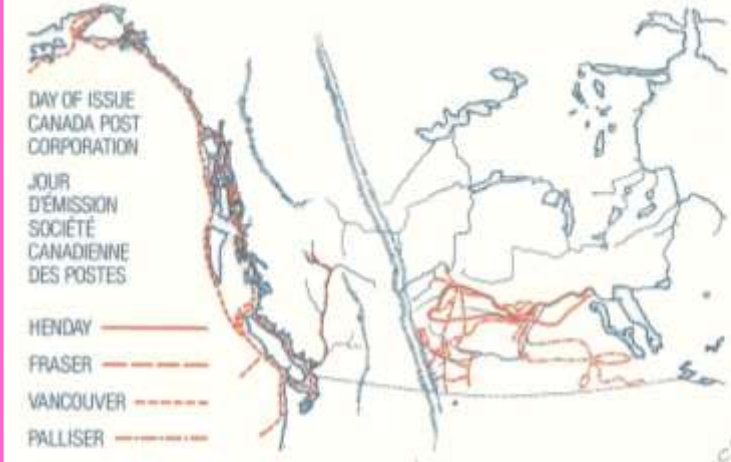 DAY OF ISSUE
CANADA POST
CORPORATION
JOUR
D'ÉMISSION
SOCIÉTÉ
CANADIENNE
DES POSTES
HENDAY
FRASER
VANCOUVER
PALLISER